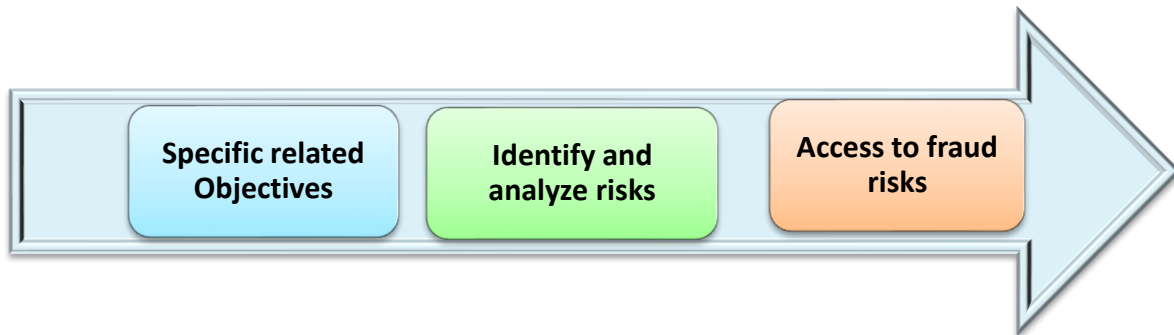 Specific related
Objectives
Identify and
analyze risks
Access to fraud
risks